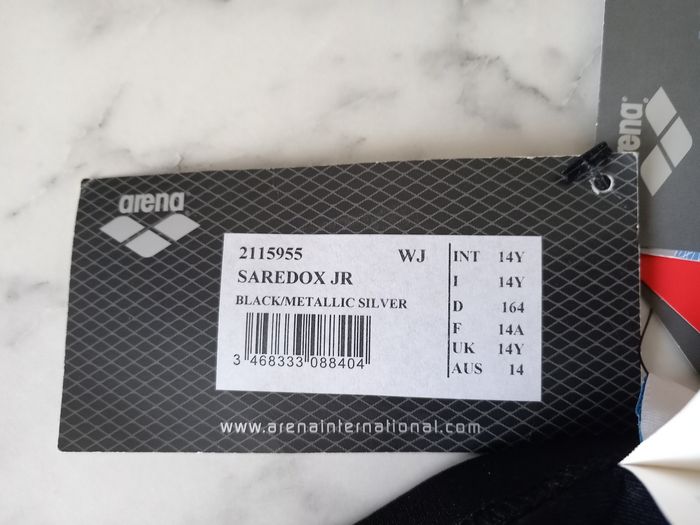 arena
2115955 WJ
SAREDOX JR
BLACK/METALLIC SILVER
3 468333 088404
INT 14Y
I 14Y
D 164
F 14A
UK 14Y
AUS 14
www.arenainternational.com